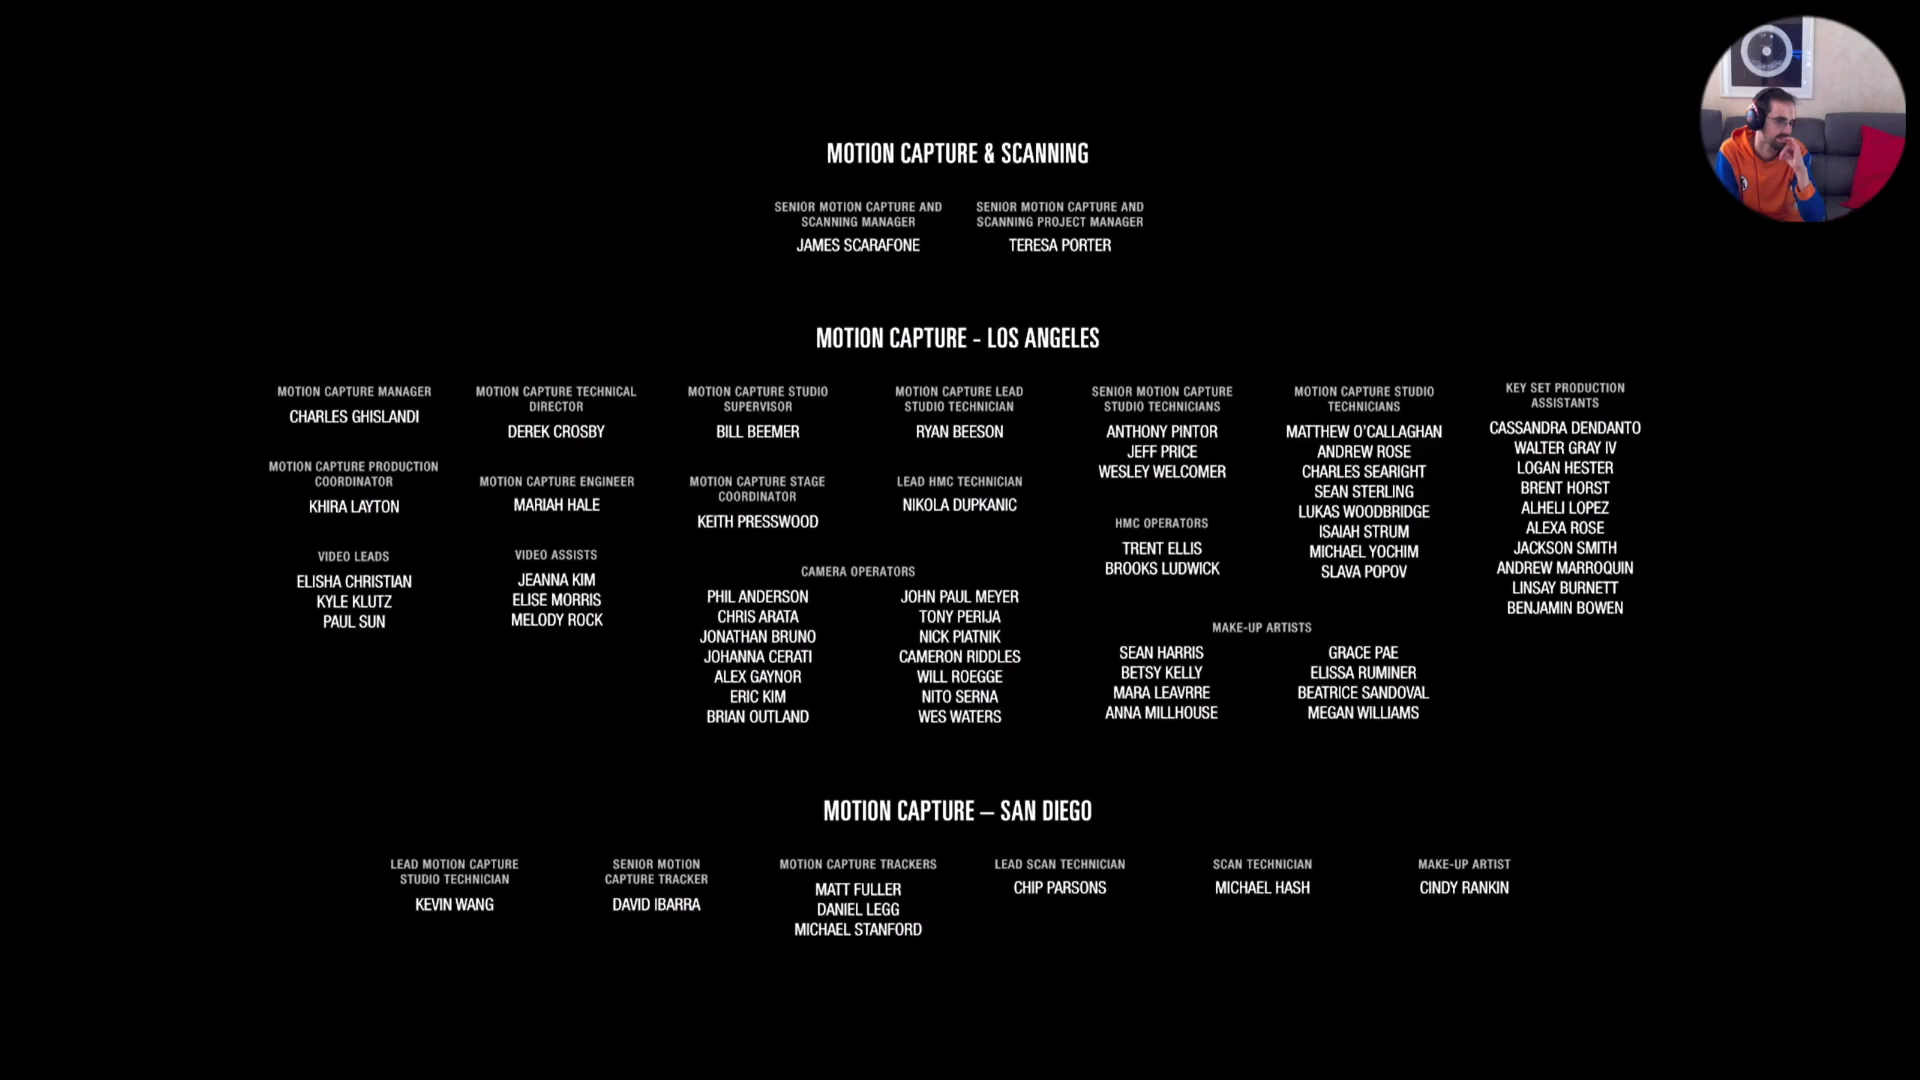 MOTION CAPTURE & SCANNING
SENIOR MOTION CAPTURE AND
SCANNING MANAGER
JAMES SCARAFONE
SENIOR MOTION CAPTURE AND
SCANNING PROJECT MANAGER
TERESA PORTER
MOTION CAPTURE - LOS ANGELES
MOTION CAPTURE MANAGER
CHARLES GHISLANDI
MOTION CAPTURE PRODUCTION
COORDINATOR
KHIRA LAYTON
VIDEO LEADS
ELISHA CHRISTIAN
KYLE KLUTZ
PAUL SUN
MOTION CAPTURE TECHNICAL
DIRECTOR
DEREK CROSBY
MOTION CAPTURE ENGINEER
MARIAH HALE
VIDEO ASSISTS
JEANNA KIM
ELISE MORRIS
MELODY ROCK
MOTION CAPTURE STUDIO
SUPERVISOR
BILL BEEMER
MOTION CAPTURE STAGE
COORDINATOR
KEITH PRESSWOOD
MOTION CAPTURE LEAD
STUDIO TECHNICIAN
RYAN BEESON
LEAD HMC TECHNICIAN
NIKOLA DUPKANIC
CAMERA OPERATORS
PHIL ANDERSON
CHRIS ARATA
JONATHAN BRUNO
JOHANNA CERATI
ALEX GAYNOR
ERIC KIM
BRIAN OUTLAND
JOHN PAUL MEYER
TONY PERIJA
NICK PIATNIK
CAMERON RIDDLES
WILL ROEGGE
NITO SERNA
WES WATERS
SENIOR MOTION CAPTURE
STUDIO TECHNICIANS
ANTHONY PINTOR
JEFF PRICE
WESLEY WELCOMER
HMC OPERATORS
TRENT ELLIS
BROOKS LUDWICK
MOTION CAPTURE STUDIO
TECHNICIANS
MATTHEW O'CALLAGHAN
ANDREW ROSE
CHARLES SEARIGHT
SEAN STERLING
LUKAS WOODBRIDGE
ISAIAH STRUM
MICHAEL YOCHIM
SLAVA POPOV
MAKE-UP ARTISTS
SEAN HARRIS
BETSY KELLY
MARA LEAVRRE
ANNA MILLHOUSE
GRACE PAE
ELISSA RUMINER
BEATRICE SANDOVAL
MEGAN WILLIAMS
KEY SET PRODUCTION
ASSISTANTS
CASSANDRA DENDANTO
WALTER GRAY IV
LOGAN HESTER
BRENT HORST
ALHELI LOPEZ
ALEXA ROSE
JACKSON SMITH
ANDREW MARROQUIN
LINSAY BURNETT
BENJAMIN BOWEN
MOTION CAPTURE – SAN DIEGO
LEAD MOTION CAPTURE
STUDIO TECHNICIAN
KEVIN WANG
SENIOR MOTION
CAPTURE TRACKER
DAVID IBARRA
MOTION CAPTURE TRACKERS
MATT FULLER
DANIEL LEGG
MICHAEL STANFORD
LEAD SCAN TECHNICIAN
CHIP PARSONS
SCAN TECHNICIAN
MICHAEL HASH
MAKE-UP ARTIST
CINDY RANKIN